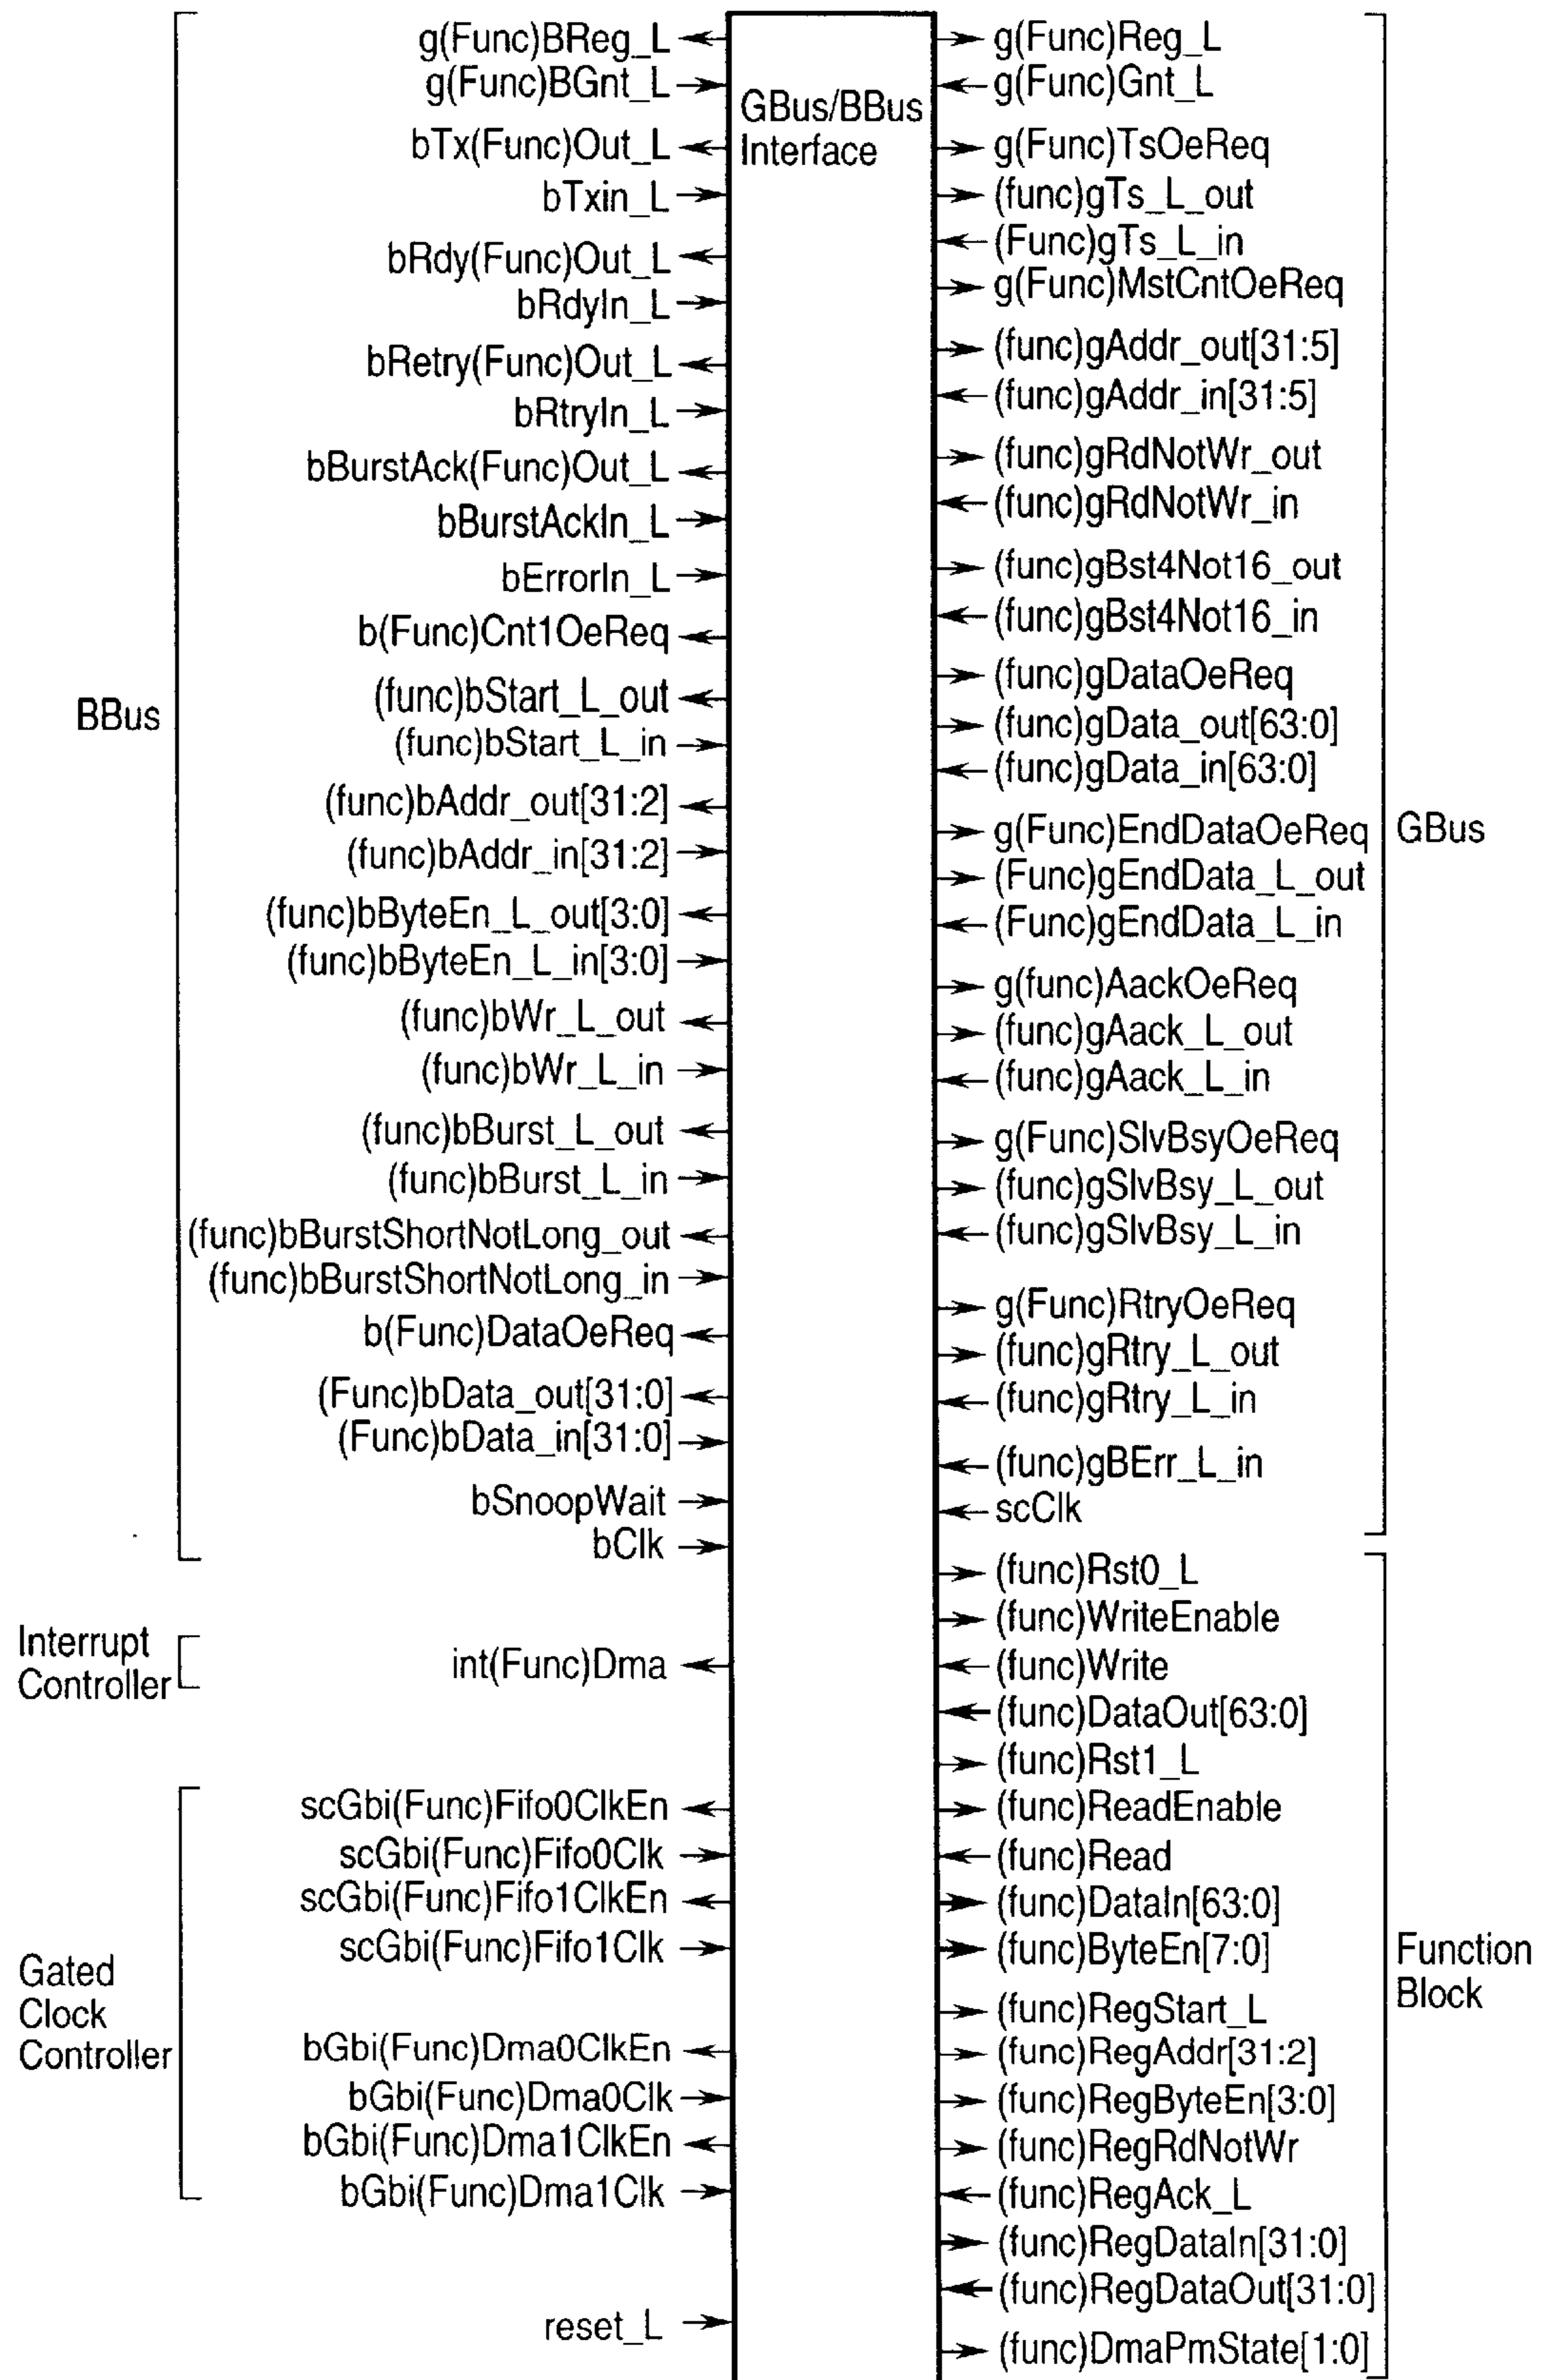 g(Func)BReg_L
g(Func)BGnt_L
bTx(Func)Out_L
bTxin_L
bRdy(Func)Out_L
bRdyIn_L
bRetry(Func)Out_L
bRtryIn_L
bBurstAck(Func)Out_L
bBurstAckIn_L
bErrorIn_L
b(Func)Cnt1OeReq
(func)bStart_L_out
(func)bStart_L_in
(func)bAddr_out[31:2]
(func)bAddr_in[31:2]
(func)bByteEn_L_out[3:0]
(func)bByteEn_L_in[3:0]
(func)bWr_L_out
(func)bWr_L_in
(func)bBurst_L_out
(func)bBurst_L_in
(func)bBurstShortNotLong_out
(func)bBurstShortNotLong_in
b(Func)DataOeReq
(Func)bData_out[31:0]
(Func)bData_in[31:0]
bSnoopWait
bClk
BBus
Interrupt
Controller
int(Func)Dma
scGbi(Func)Fifo0ClkEn
scGbi(Func)Fifo0Clk
scGbi(Func)Fifo1ClkEn
scGbi(Func)Fifo1Clk
bGbi(Func)Dma0ClkEn
bGbi(Func)Dma0Clk
bGbi(Func)Dma1ClkEn
bGbi(Func)Dma1Clk
Gated
Clock
Controller
reset_L
GBus/BBus
Interface
g(Func)Reg_L
g(Func)Gnt_L
g(Func)TsOeReq
(func)gTs_L_out
(Func)gTs_L_in
g(Func)MstCntOeReq
(func)gAddr_out[31:5]
(func)gAddr_in[31:5]
(func)gRdNotWr_out
(func)gRdNotWr_in
(func)gBst4Not16_out
(func)gBst4Not16_in
(func)gDataOeReq
(func)gData_out[63:0]
(func)gData_in[63:0]
g(Func)EndDataOeReq
(Func)gEndData_L_out
(Func)gEndData_L_in
g(func)AackOeReq
(func)gAack_L_out
(func)gAack_L_in
g(Func)SlvBsyOeReq
(func)gSlvBsy_L_out
(func)gSlvBsy_L_in
g(Func)RtryOeReq
(func)gRtry_L_out
(func)gRtry_L_in
(func)gBErr_L_in
scClk
GBus
(func)Rst0_L
(func)WriteEnable
(func)Write
(func)DataOut[63:0]
(func)Rst1_L
(func)ReadEnable
(func)Read
(func)DataIn[63:0]
(func)ByteEn[7:0]
(func)RegStart_L
(func)RegAddr[31:2]
(func)RegByteEn[3:0]
(func)RegRdNotWr
(func)RegAck_L
(func)RegDataIn[31:0]
(func)RegDataOut[31:0]
(func)DmaPmState[1:0]
Function
Block